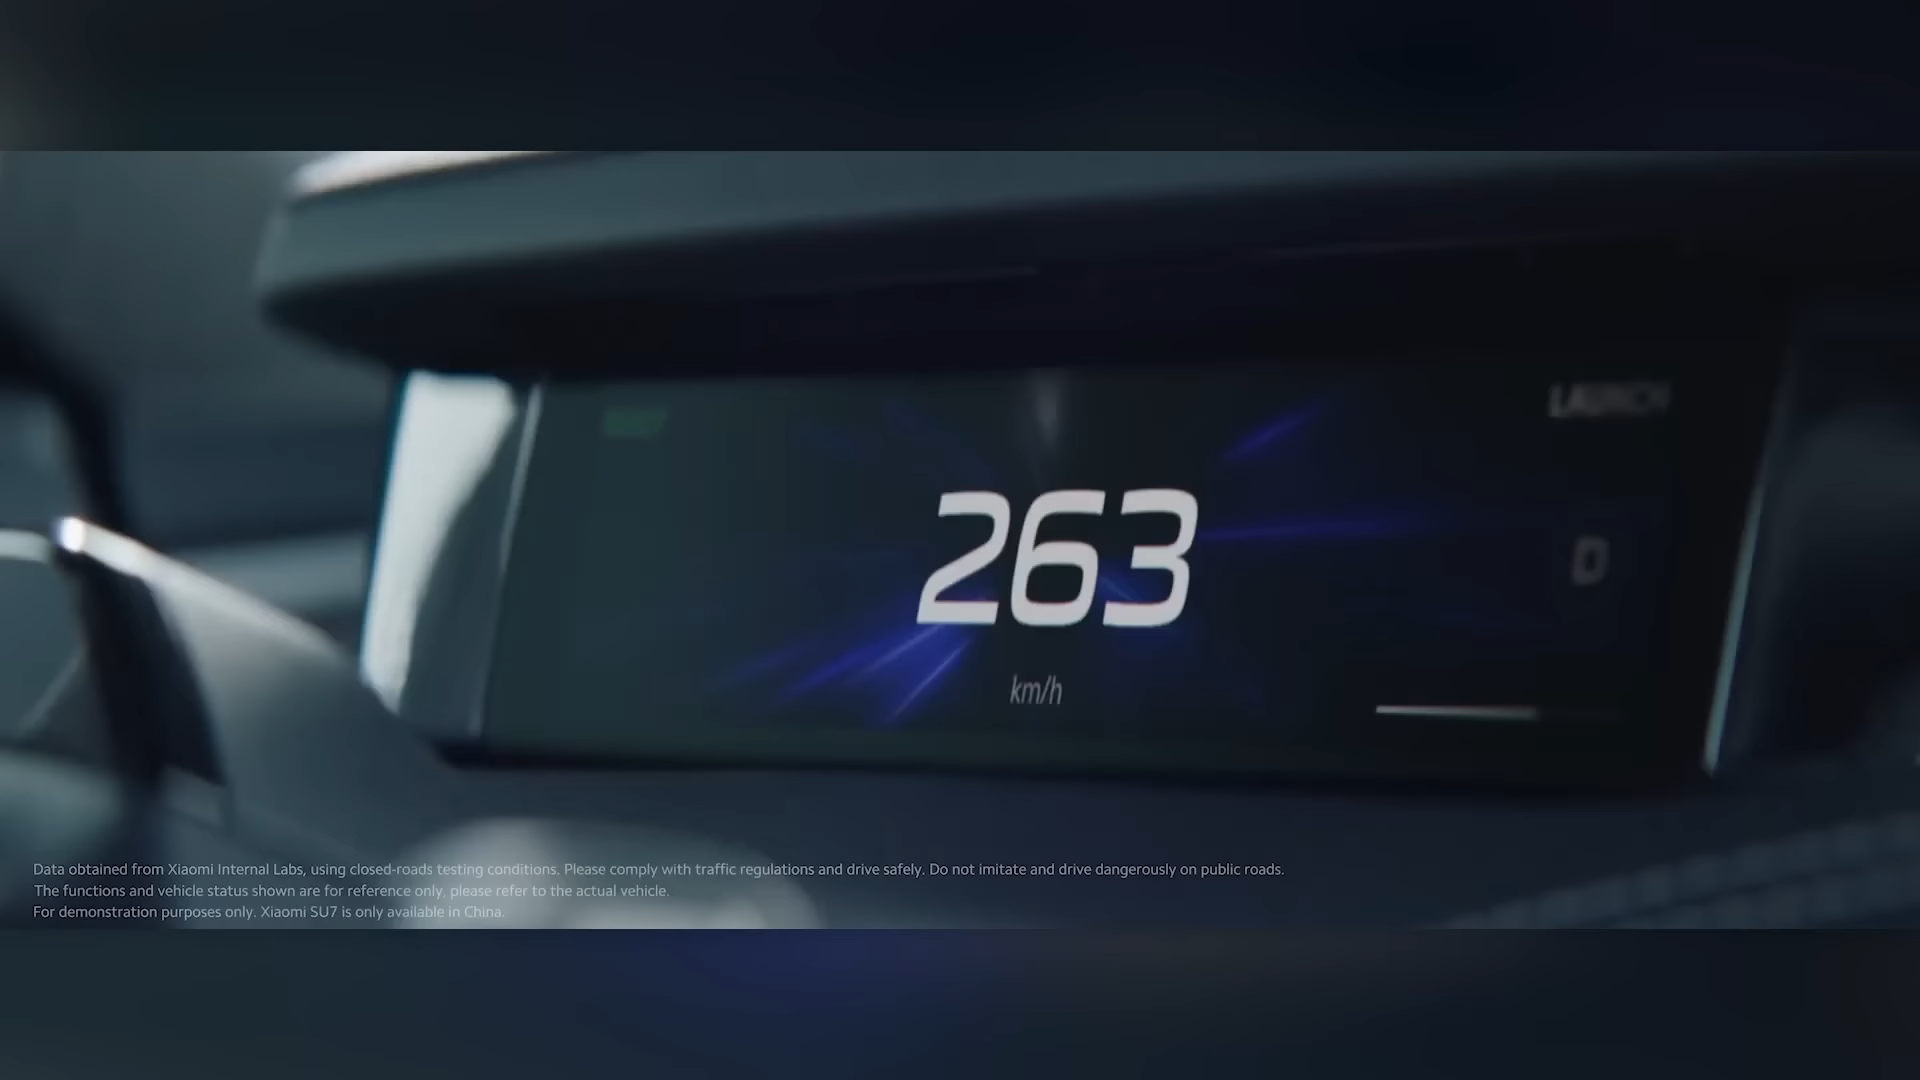 LAUNCH
263
D
km/h
Data obtained from Xiaomi Internal Labs, using closed-roads testing conditions. Please comply with traffic regulations and drive safely. Do not imitate and drive dangerously on public roads.
The functions and vehicle status shown are for reference only, please refer to the actual vehicle.
For demonstration purposes only. Xiaomi SU7 is only available in China.